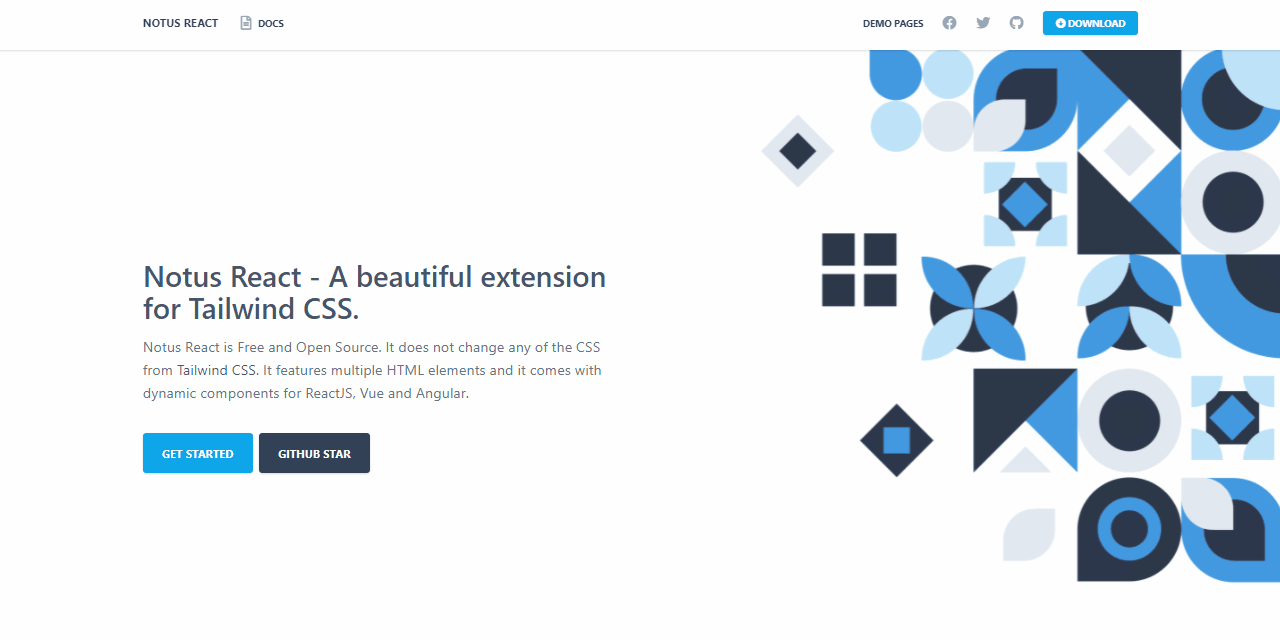 NOTUS REACT DOCS DEMO PAGES DOWNLOAD
Notus React - A beautiful extension
for Tailwind CSS.
Notus React is Free and Open Source. It does not change any of the CSS
from Tailwind CSS. It features multiple HTML elements and it comes with
dynamic components for ReactJS, Vue and Angular.
GET STARTED GITHUB STAR